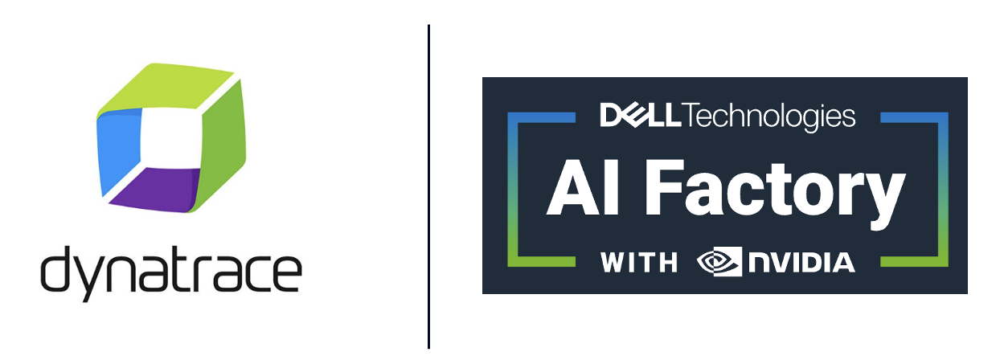 dynatrace
DELLTechnologies
AI Factory
WITH NVIDIA